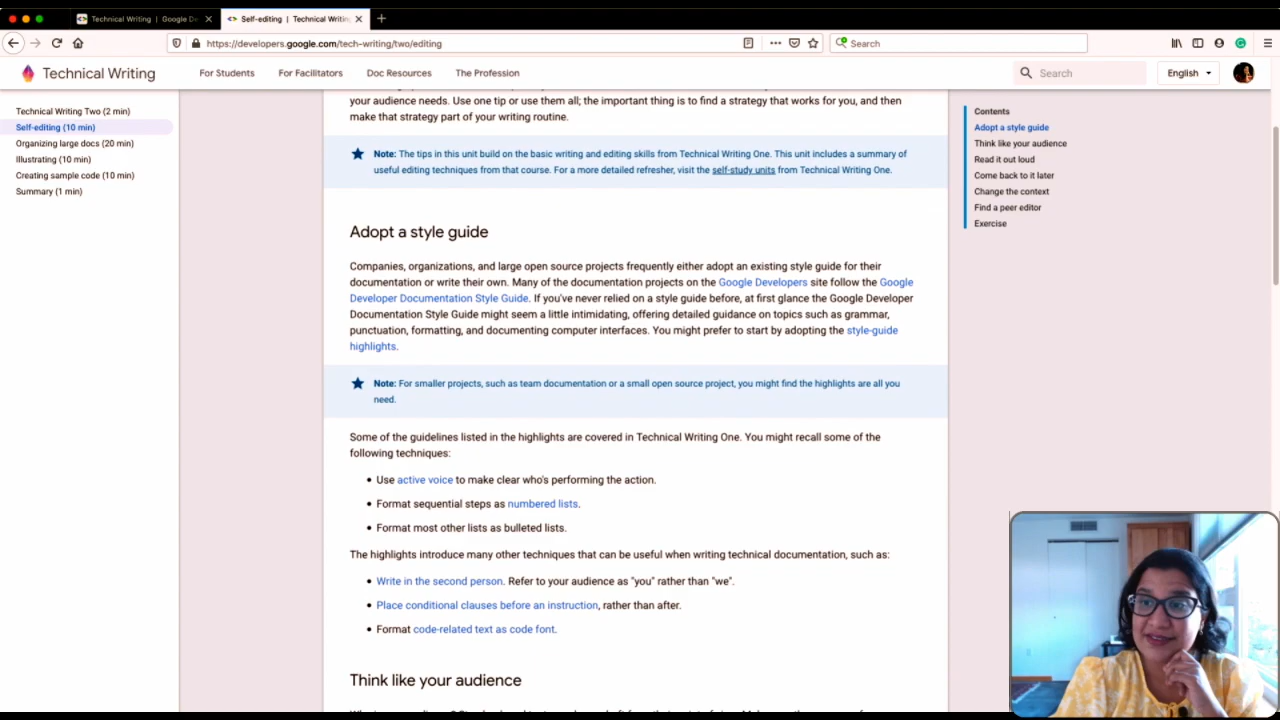 Technical Writing | Google De
Self-editing | Technical Writing
https://developers.google.com/tech-writing/two/editing
Search
Technical Writing
For Students
For Facilitators
Doc Resources
The Profession
Search
English
Technical Writing Two (2 min)
Self-editing (10 min)
Organizing large docs (20 min)
Illustrating (10 min)
Creating sample code (10 min)
Summary (1 min)
your audience needs. Use one tip or use them all; the important thing is to find a strategy that works for you, and then
make that strategy part of your writing routine.
Note: The tips in this unit build on the basic writing and editing skills from Technical Writing One. This unit includes a summary of
useful editing techniques from that course. For a more detailed refresher, visit the self-study units from Technical Writing One.
Adopt a style guide
Companies, organizations, and large open source projects frequently either adopt an existing style guide for their
documentation or write their own. Many of the documentation projects on the Google Developers site follow the Google
Developer Documentation Style Guide. If you've never relied on a style guide before, at first glance the Google Developer
Documentation Style Guide might seem a little intimidating, offering detailed guidance on topics such as grammar,
punctuation, formatting, and documenting computer interfaces. You might prefer to start by adopting the style-guide
highlights.
Note: For smaller projects, such as team documentation or a small open source project, you might find the highlights are all you
need.
Some of the guidelines listed in the highlights are covered in Technical Writing One. You might recall some of the
following techniques:
• Use active voice to make clear who's performing the action.
• Format sequential steps as numbered lists.
• Format most other lists as bulleted lists.
The highlights introduce many other techniques that can be useful when writing technical documentation, such as:
• Write in the second person. Refer to your audience as "you" rather than "we".
• Place conditional clauses before an instruction, rather than after.
• Format code-related text as code font.
Think like your audience
Contents
Adopt a style guide
Think like your audience
Read it out loud
Come back to it later
Change the context
Find a peer editor
Exercise